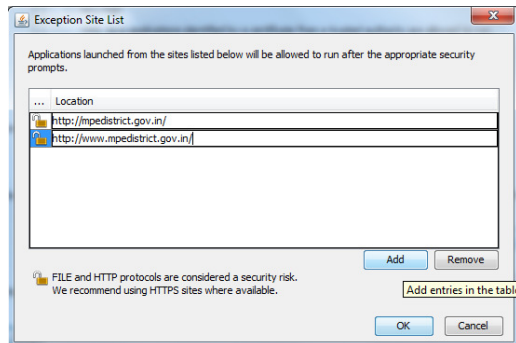 Exception Site List
Applications launched from the sites listed below will be allowed to run after the appropriate security
prompts.
... Location
http://mpedistrict.gov.in/
http://www.mpedistrict.gov.in/
Add Remove
FILE and HTTP protocols are considered a security risk.
We recommend using HTTPS sites where available.
Add entries in the table
OK Cancel